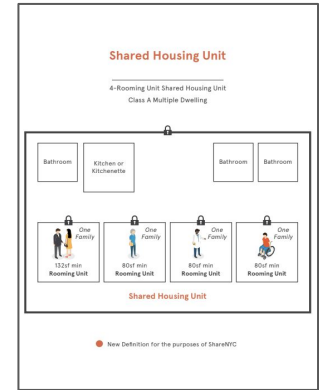 Shared Housing Unit
4-Rooming Unit Shared Housing Unit
Class A Multiple Dwelling
Bathroom
Kitchen or
Kitchenette
Bathroom
Bathroom
One
Family
132sf min
Rooming Unit
One
Family
80sf min
Rooming Unit
One
Family
80sf min
Rooming Unit
One
Family
80sf min
Rooming Unit
Shared Housing Unit
New Definition for the purposes of ShareNYC